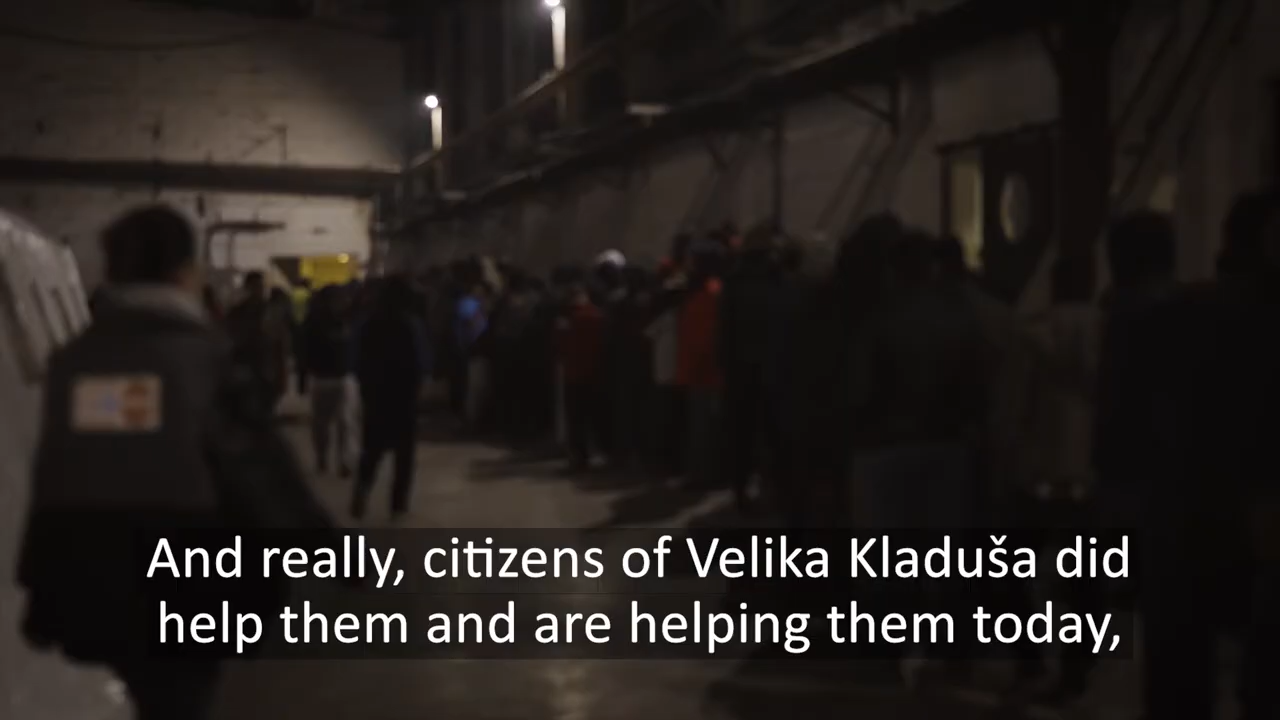 And really, citizens of Velika Kladuša did
help them and are helping them today,